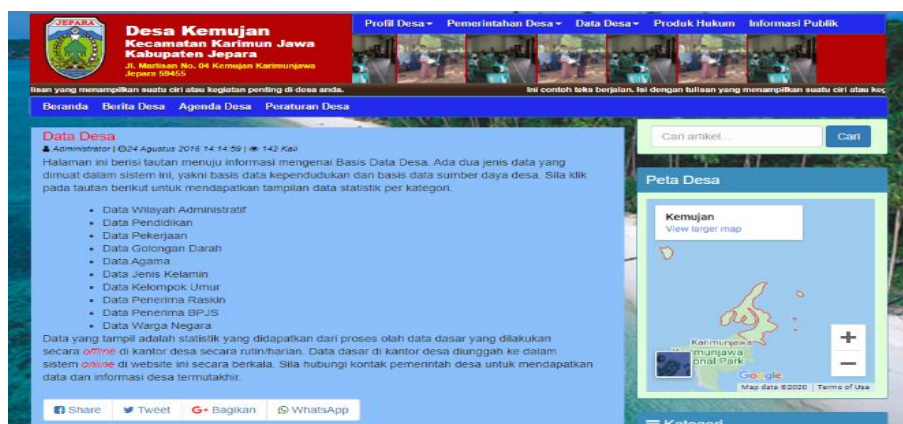 JEPARA
Desa Kemujan
Kecamatan Karimun Jawa
Kabupaten Jepara
Jl. Martisan No. 04 Kemujan Karimunjawa
Jepara 59455
Profil Desa
Pemerintahan Desa
Data Desa
Produk Hukum
Informasi Publik
lisan yang menampilkan suatu ciri atau kegiatan penting di desa anda.
Ini contoh teks berjalan. Isi dengan tulisan yang menampilkan suatu ciri atau keg
Beranda Berita Desa Agenda Desa Peraturan Desa
Data Desa
Administrator | 24 Agustus 2016 14:14:59 | 142 Kali
Halaman ini berisi tautan menuju informasi mengenai Basis Data Desa. Ada dua jenis data yang
dimuat dalam sistem ini, yakni basis data kependudukan dan basis data sumber daya desa. Sila klik
pada tautan berikut untuk mendapatkan tampilan data statistik per kategori.
• Data Wilayah Administratif
• Data Pendidikan
• Data Pekerjaan
• Data Golongan Darah
• Data Agama
• Data Jenis Kelamin
• Data Kelompok Umur
• Data Penerima Raskin
• Data Penerima BPJS
• Data Warga Negara
Data yang tampil adalah statistik yang didapatkan dari proses olah data dasar yang dilakukan
secara offline di kantor desa secara rutin/harian. Data dasar di kantor desa diunggah ke dalam
sistem online di website ini secara berkala. Sila hubungi kontak pemerintah desa untuk mendapatkan
data dan informasi desa termutakhir.
Share Tweet G+ Bagikan WhatsApp
Cari artikel... Cari
Peta Desa
Kemujan
View larger map
Karimunjawa
Karimunjawa
onal Park
Google
Map data ©2020 Terms of Use
Kategori